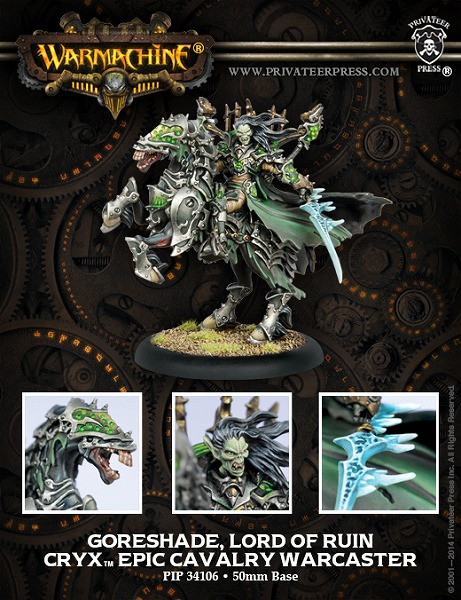 PRIVATEER
PRESS®
WARMACHINE®
WWW.PRIVATEERPRESS.COM
GORESHADE, LORD OF RUIN
CRYX™ EPIC CAVALRY WARCASTER
PIP 34106 • 50mm Base
© 2001–2014 Privateer Press Inc. All Rights Reserved.